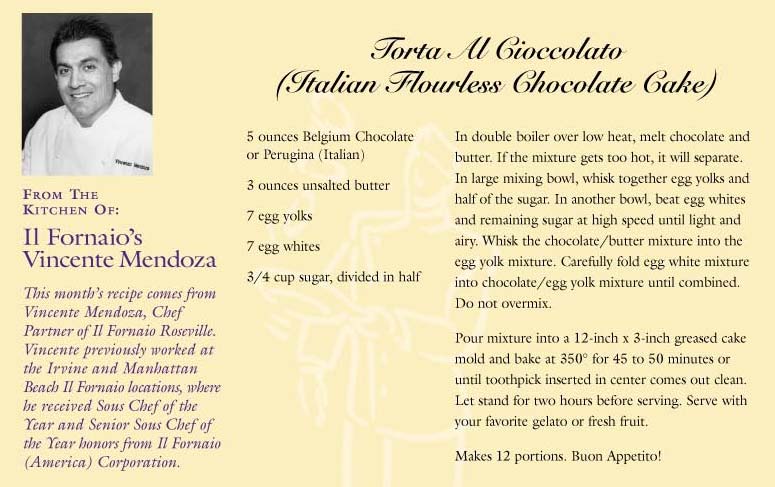 Torta Al Cioccolato
(Italian Flourless Chocolate Cake)
Vincente Mendoza
FROM THE
KITCHEN OF:
Il Fornaio's
Vincente Mendoza
This month's recipe comes from
Vincente Mendoza, Chef
Partner of Il Fornaio Roseville.
Vincente previously worked at
the Irvine and Manhattan
Beach Il Fornaio locations, where
he received Sous Chef of the
Year and Senior Sous Chef of
the Year honors from Il Fornaio
(America) Corporation.
5 ounces Belgium Chocolate
or Perugina (Italian)
3 ounces unsalted butter
7 egg yolks
7 egg whites
3/4 cup sugar, divided in half
In double boiler over low heat, melt chocolate and
butter. If the mixture gets too hot, it will separate.
In large mixing bowl, whisk together egg yolks and
half of the sugar. In another bowl, beat egg whites
and remaining sugar at high speed until light and
airy. Whisk the chocolate/butter mixture into the
egg yolk mixture. Carefully fold egg white mixture
into chocolate/egg yolk mixture until combined.
Do not overmix.
Pour mixture into a 12-inch x 3-inch greased cake
mold and bake at 350° for 45 to 50 minutes or
until toothpick inserted in center comes out clean.
Let stand for two hours before serving. Serve with
your favorite gelato or fresh fruit.
Makes 12 portions. Buon Appetito!